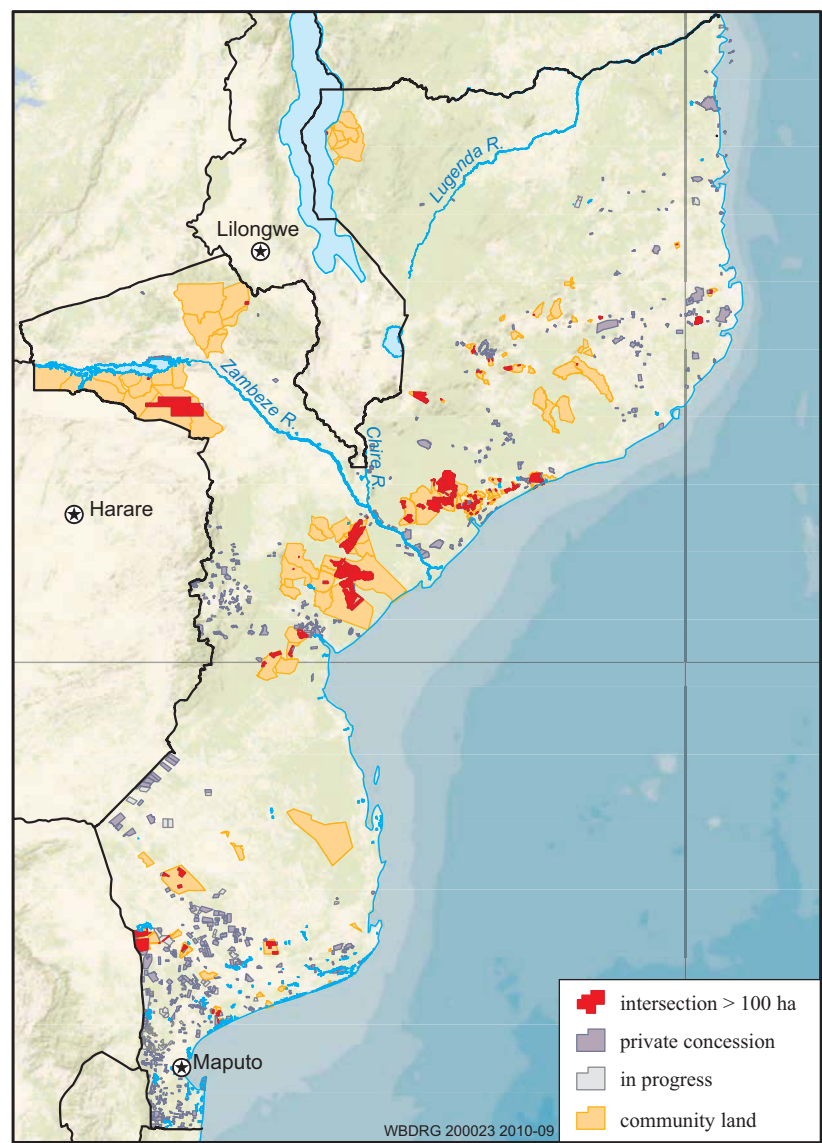 Lugenda R.
Lilongwe
Zambeze R.
Chire R.
Harare
Maputo
intersection > 100 ha
private concession
in progress
community land
WBDRG 200023 2010-09